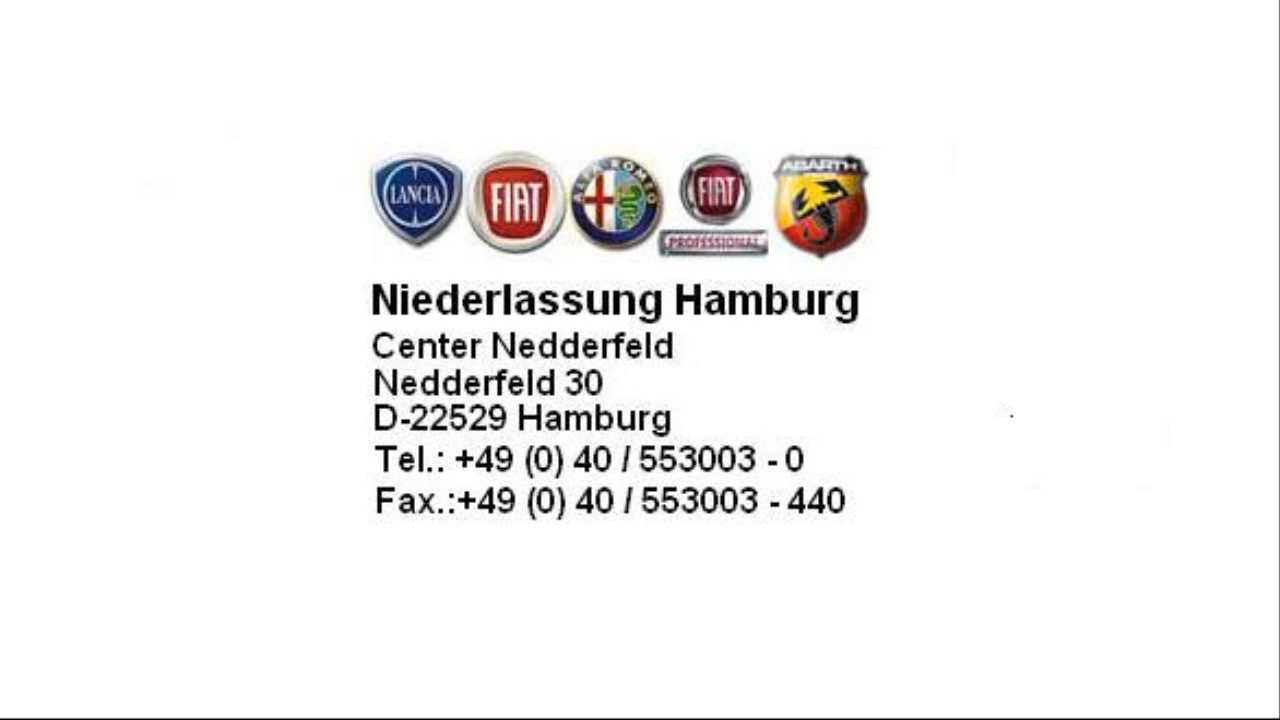 LANCIA FIAT ALFA ROMEO FIAT ABARTH
PROFESSIONAL
Niederlassung Hamburg
Center Nedderfeld
Nedderfeld 30
D-22529 Hamburg
Tel.: +49 (0) 40 / 553003 - 0
Fax.:+49 (0) 40 / 553003 - 440